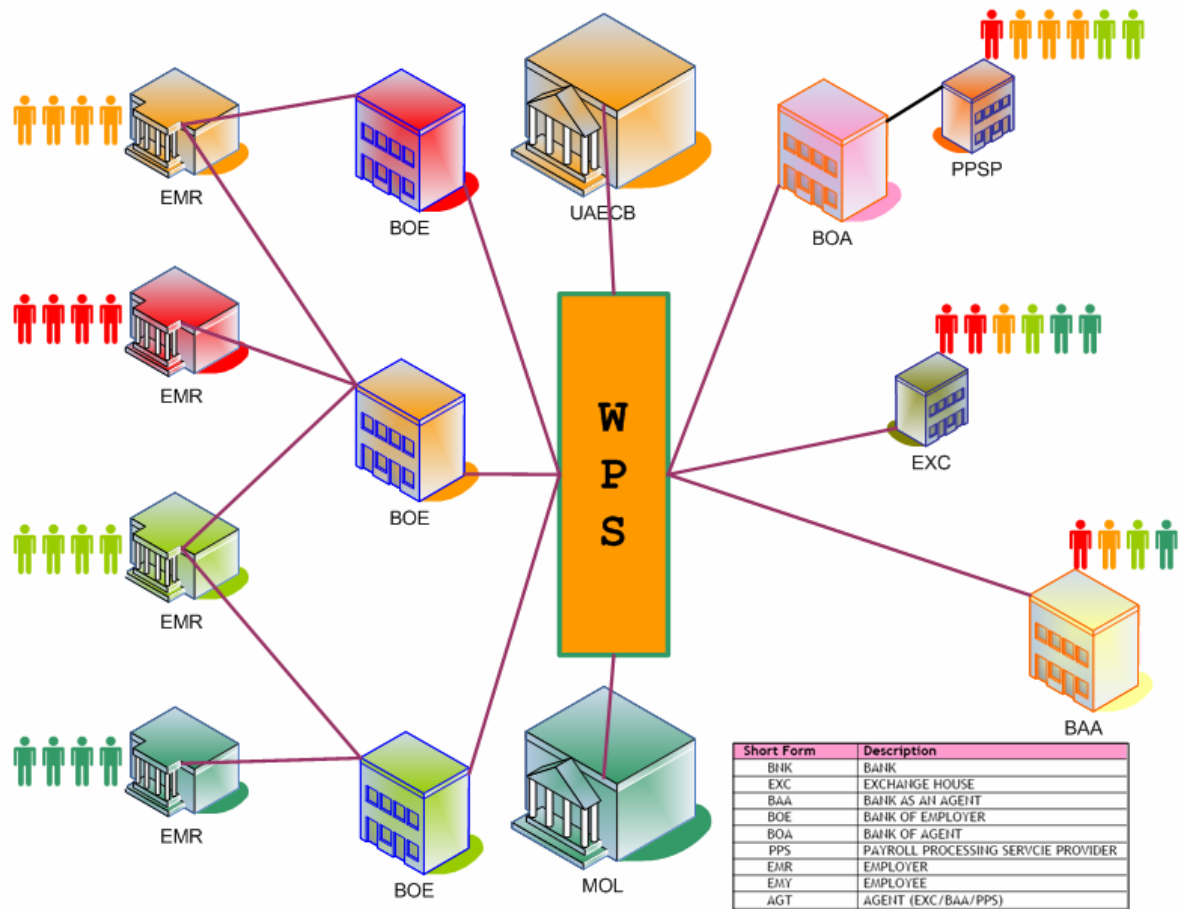 UAECB
PPSP
EMR
BOE
BOA
EMR
W
P
S
EXC
BOE
EMR
BAA
EMR
BOE
MOL
Short Form Description
BNK BANK
EXC EXCHANGE HOUSE
BAA BANK AS AN AGENT
BOE BANK OF EMPLOYER
BOA BANK OF AGENT
PPS PAYROLL PROCESSING SERVCIE PROVIDER
EMR EMPLOYER
EMY EMPLOYEE
AGT AGENT (EXC/BAA/PPS)